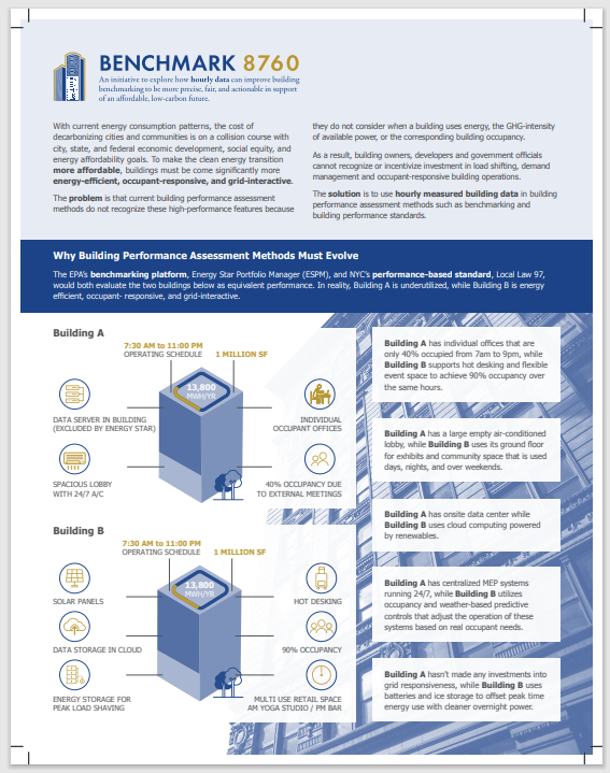 BENCHMARK 8760
An initiative to explore how hourly data can improve building
benchmarking to be more precise, fair, and actionable in support
of an affordable, low-carbon future.
With current energy consumption patterns, the cost of
decarbonizing cities and communities is on a collision course with
city, state, and federal economic development, social equity, and
energy affordability goals. To make the clean energy transition
more affordable, buildings must be come significantly more
energy-efficient, occupant-responsive, and grid-interactive.
The problem is that current building performance assessment
methods do not recognize these high-performance features because
they do not consider when a building uses energy, the GHG-intensity
of available power, or the corresponding building occupancy.
As a result, building owners, developers and government officials
cannot recognize or incentivize investment in load shifting, demand
management and occupant-responsive building operations.
The solution is to use hourly measured building data in building
performance assessment methods such as benchmarking and
building performance standards.
Why Building Performance Assessment Methods Must Evolve
The EPA's benchmarking platform, Energy Star Portfolio Manager (ESPM), and NYC's performance-based standard, Local Law 97,
would both evaluate the two buildings below as equivalent performance. In reality, Building A is underutilized, while Building B is energy
efficient, occupant- responsive, and grid-interactive.
Building A
7:30 AM to 11:00 PM
OPERATING SCHEDULE
1 MILLION SF
13,800
MWH/YR
DATA SERVER IN BUILDING
(EXCLUDED BY ENERGY STAR)
INDIVIDUAL
OCCUPANT OFFICES
SPACIOUS LOBBY
WITH 24/7 A/C
40% OCCUPANCY DUE
TO EXTERNAL MEETINGS
Building B
7:30 AM to 11:00 PM
OPERATING SCHEDULE
1 MILLION SF
13,800
MWH/YR
SOLAR PANELS
HOT DESKING
DATA STORAGE IN CLOUD
90% OCCUPANCY
ENERGY STORAGE FOR
PEAK LOAD SHAVING
MULTI USE RETAIL SPACE
AM YOGA STUDIO / PM BAR
Building A has individual offices that are
only 40% occupied from 7am to 9pm, while
Building B supports hot desking and flexible
event space to achieve 90% occupancy over
the same hours.
Building A has a large empty air-conditioned
lobby, while Building B uses its ground floor
for exhibits and community space that is used
days, nights, and over weekends.
Building A has onsite data center while
Building B uses cloud computing powered
by renewables.
Building A has centralized MEP systems
running 24/7, while Building B utilizes
occupancy and weather-based predictive
controls that adjust the operation of these
systems based on real occupant needs.
Building A hasn't made any investments into
grid responsiveness, while Building B uses
batteries and ice storage to offset peak time
energy use with cleaner overnight power.